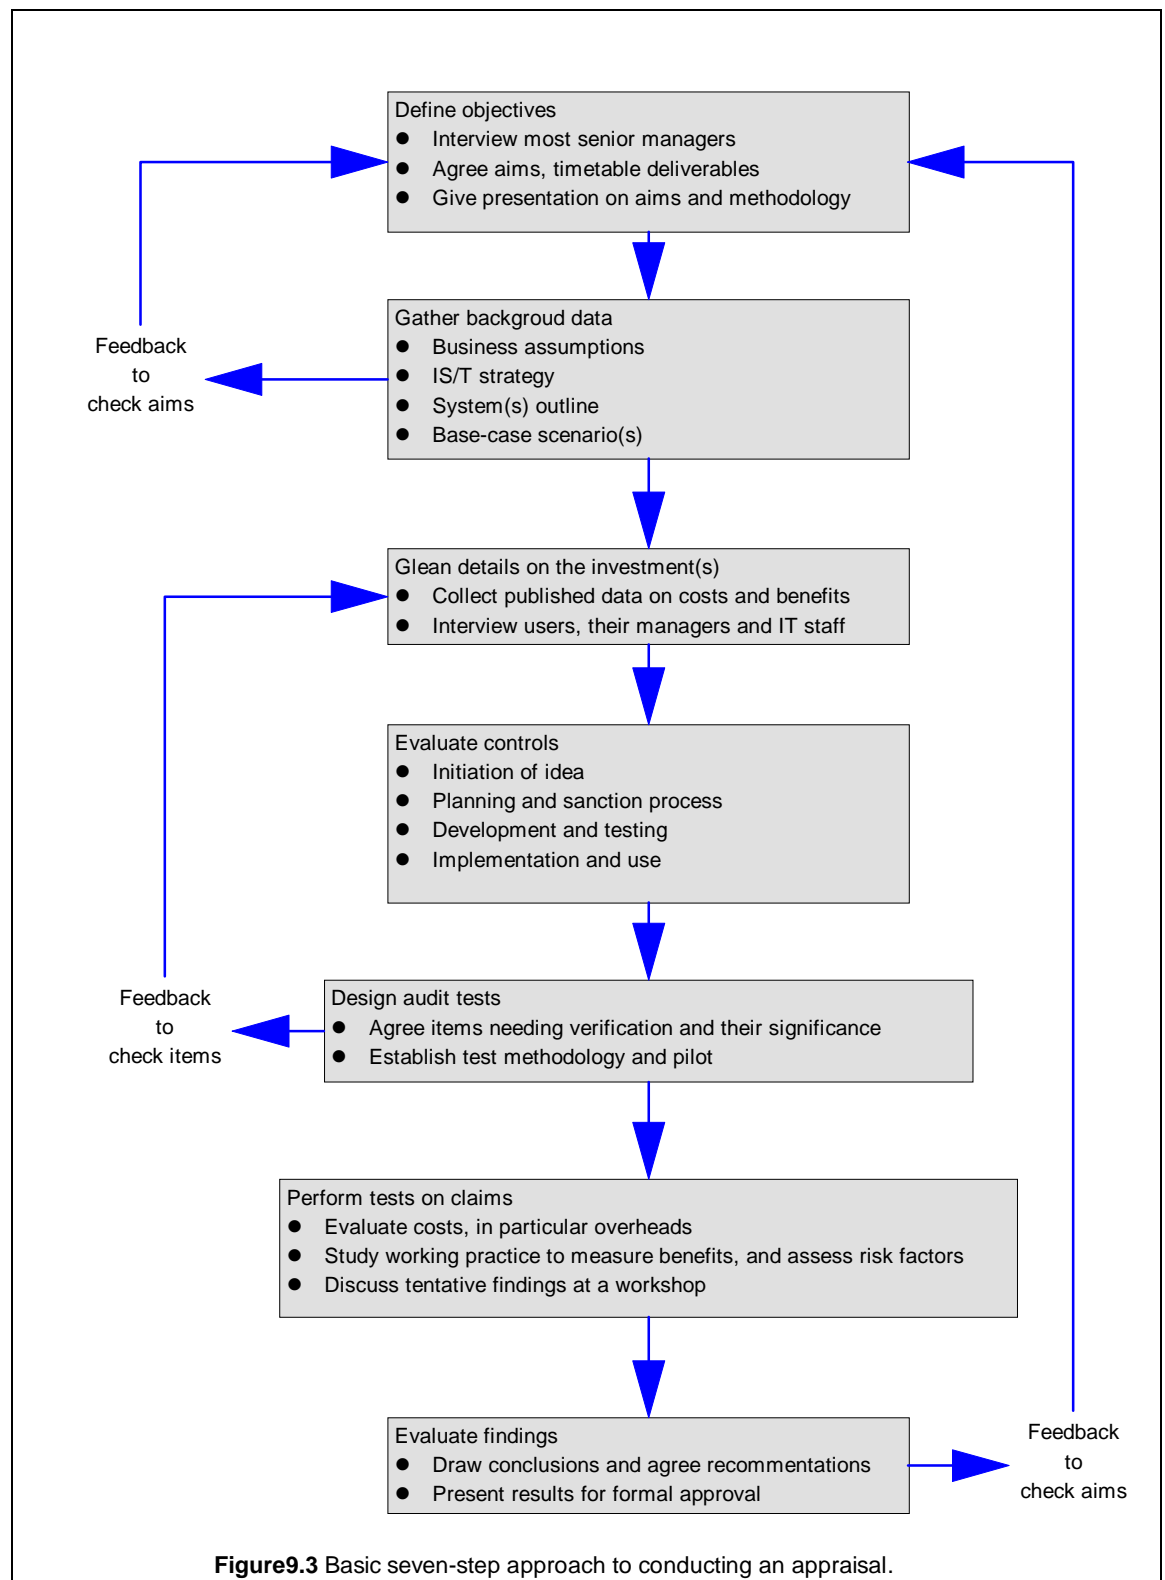 Define objectives
● Interview most senior managers
● Agree aims, timetable deliverables
● Give presentation on aims and methodology
Gather backgroud data
● Business assumptions
● IS/T strategy
● System(s) outline
● Base-case scenario(s)
Feedback
to
check aims
Glean details on the investment(s)
● Collect published data on costs and benefits
● Interview users, their managers and IT staff
Evaluate controls
● Initiation of idea
● Planning and sanction process
● Development and testing
● Implementation and use
Design audit tests
● Agree items needing verification and their significance
● Establish test methodology and pilot
Feedback
to
check items
Perform tests on claims
● Evaluate costs, in particular overheads
● Study working practice to measure benefits, and assess risk factors
● Discuss tentative findings at a workshop
Evaluate findings
● Draw conclusions and agree recommentations
● Present results for formal approval
Feedback
to
check aims
Figure9.3 Basic seven-step approach to conducting an appraisal.